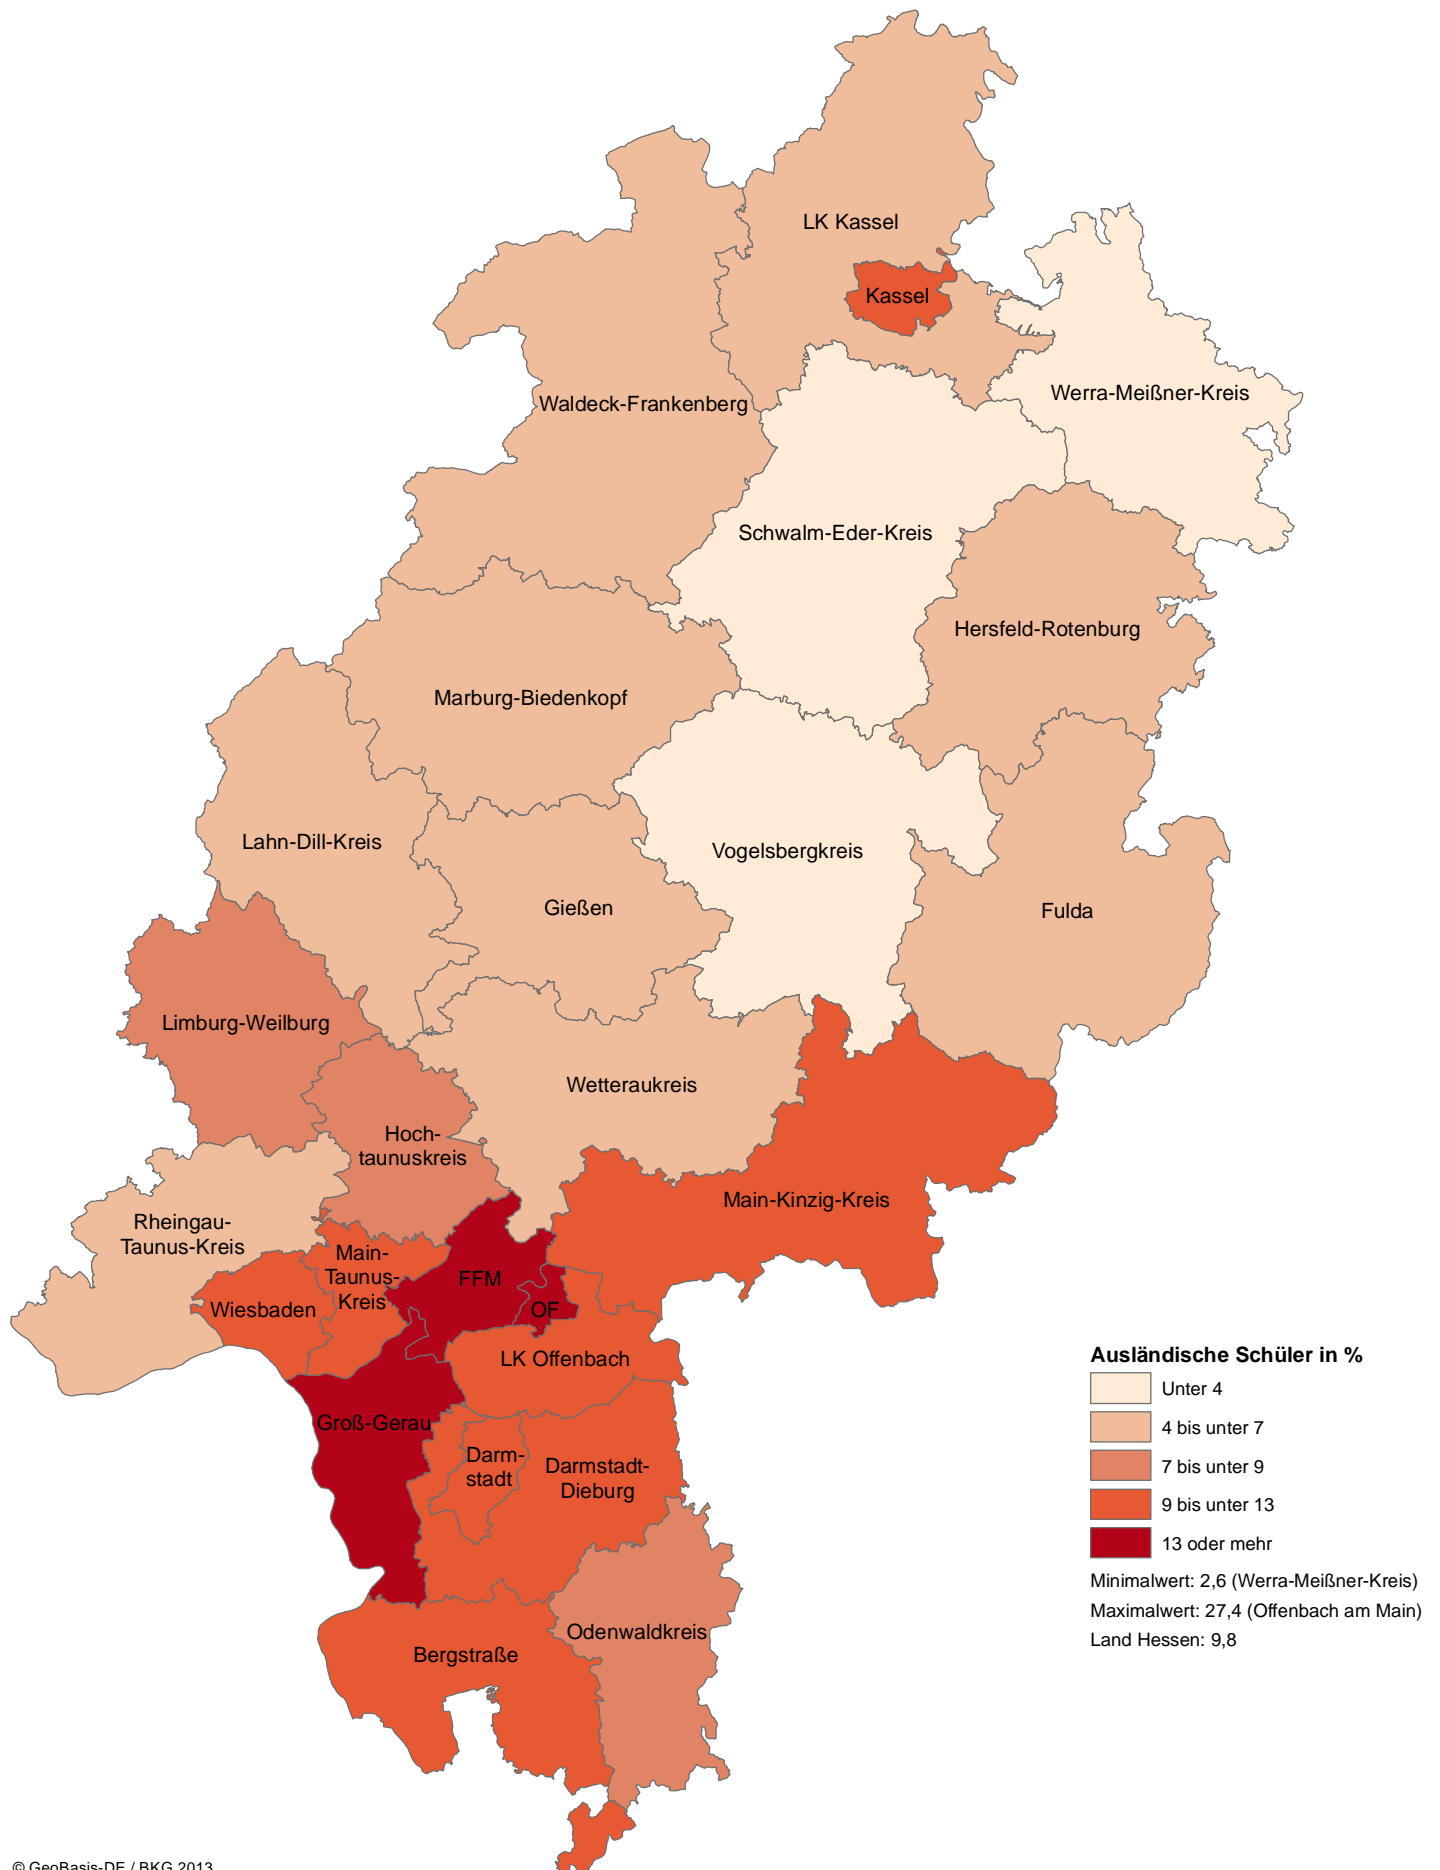 LK Kassel
Kassel
Werra-Meißner-Kreis
Waldeck-Frankenberg
Schwalm-Eder-Kreis
Hersfeld-Rotenburg
Marburg-Biedenkopf
Lahn-Dill-Kreis
Vogelsbergkreis
Gießen
Fulda
Limburg-Weilburg
Wetteraukreis
Hoch-
taunuskreis
Main-Kinzig-Kreis
Rheingau-
Taunus-Kreis
Main-
Taunus-
Kreis
FFM
Wiesbaden
OF
LK Offenbach
Groß-Gerau
Darm-
stadt
Darmstadt-
Dieburg
Odenwaldkreis
Bergstraße
Ausländische Schüler in %
Unter 4
4 bis unter 7
7 bis unter 9
9 bis unter 13
13 oder mehr
Minimalwert: 2,6 (Werra-Meißner-Kreis)
Maximalwert: 27,4 (Offenbach am Main)
Land Hessen: 9,8
© GeoBasis-DE / BKG 2013